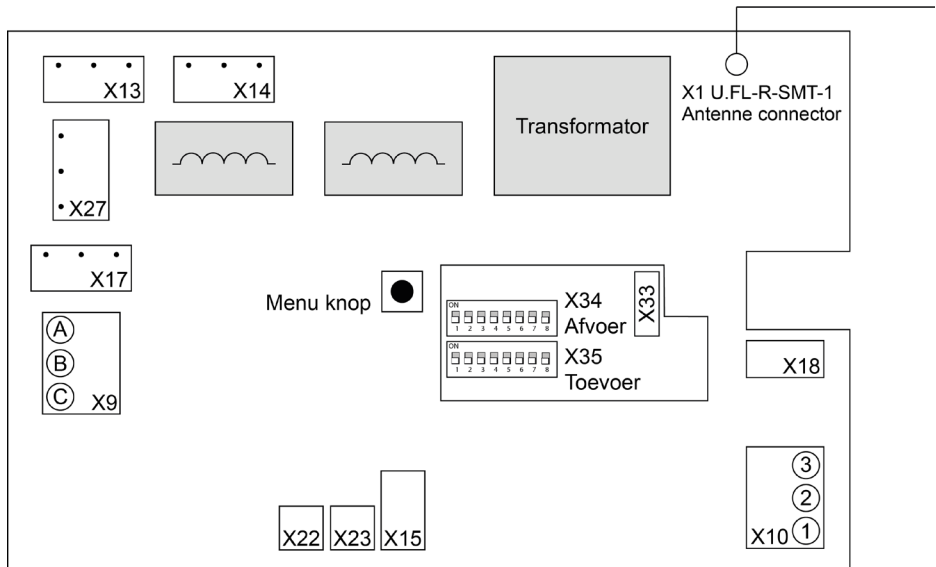 X13
X14
X27
X17
Transformator
X1 U.FL-R-SMT-1
Antenne connector
Menu knop
ON
1 2 3 4 5 6 7 8
X34
Afvoer
ON
1 2 3 4 5 6 7 8
X35
Toevoer
X33
X18
A
B
C
X9
X22
X23
X15
3
2
X10 1